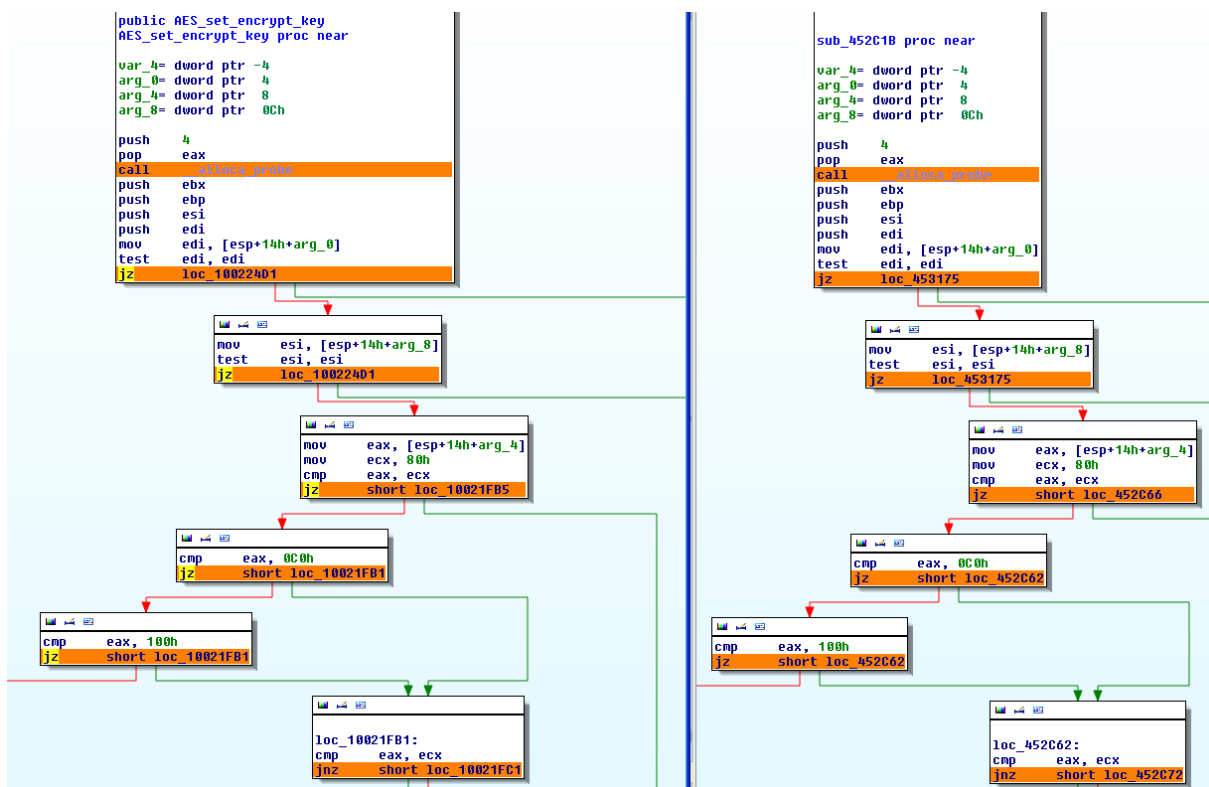 public AES_set_encrypt_key
AES_set_encrypt_key proc near
var_4= dword ptr -4
arg_0= dword ptr  4
arg_4= dword ptr  8
arg_8= dword ptr  0Ch
push    4
pop     eax
call    __alloca_probe
push    ebx
push    ebp
push    esi
push    edi
mov     edi, [esp+14h+arg_0]
test    edi, edi
jz      loc_100224D1
mov     esi, [esp+14h+arg_8]
test    esi, esi
jz      loc_100224D1
mov     eax, [esp+14h+arg_4]
mov     ecx, 80h
cmp     eax, ecx
jz      short loc_10021FB5
cmp     eax, 0C0h
jz      short loc_10021FB1
cmp     eax, 100h
jz      short loc_10021FB1
loc_10021FB1:
cmp     eax, ecx
jnz     short loc_10021FC1
sub_452C1B proc near
var_4= dword ptr -4
arg_0= dword ptr  4
arg_4= dword ptr  8
arg_8= dword ptr  0Ch
push    4
pop     eax
call    __alloca_probe
push    ebx
push    ebp
push    esi
push    edi
mov     edi, [esp+14h+arg_0]
test    edi, edi
jz      loc_453175
mov     esi, [esp+14h+arg_8]
test    esi, esi
jz      loc_453175
mov     eax, [esp+14h+arg_4]
mov     ecx, 80h
cmp     eax, ecx
jz      short loc_452C66
cmp     eax, 0C0h
jz      short loc_452C62
cmp     eax, 100h
jz      short loc_452C62
loc_452C62:
cmp     eax, ecx
jnz     short loc_452C72